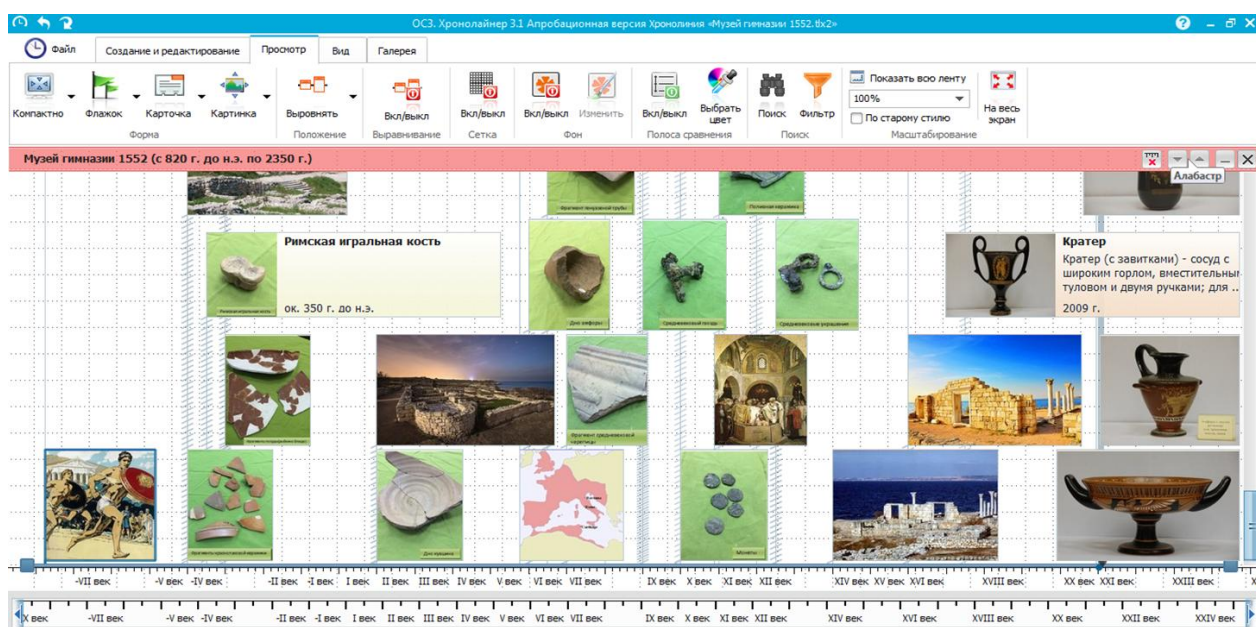 ОС3. Хронолайнер 3.1 Апробационная версия Хронолиния «Музей гимназии 1552.tlx2»
Файл
Создание и редактирование
Просмотр
Вид
Галерея
Компактно
Флажок
Карточка
Картинка
Выровнять
Вкл/выкл
Вкл/выкл
Вкл/выкл
Изменить
Вкл/выкл
Выбрать
цвет
Поиск
Фильтр
Показать всю ленту
100%
По старому стилю
На весь
экран
Форма
Положение
Выравнивание
Сетка
Фон
Полоса сравнения
Поиск
Масштабирование
Музей гимназии 1552 (с 820 г. до н.э. по 2350 г.)
Алабастр
Римская игральная кость
ок. 350 г. до н.э.
Кратер
Кратер (с завитками) - сосуд с
широким горлом, вместительны
туловом и двумя ручками; для ..
2009 г.
Дно амфоры
Средневековые украшения
Монеты
-VII век -V век -IV век -II век -I век I век II век III век IV век V век VI век VII век IX век X век XI век XII век XIV век XV век XVI век XVIII век XX век XXI век XXIII век X
X век -VII век -V век -IV век -II век -I век I век II век III век IV век V век VI век VII век IX век X век XI век XII век XIV век XVI век XVIII век XX век XXII век XXIV век